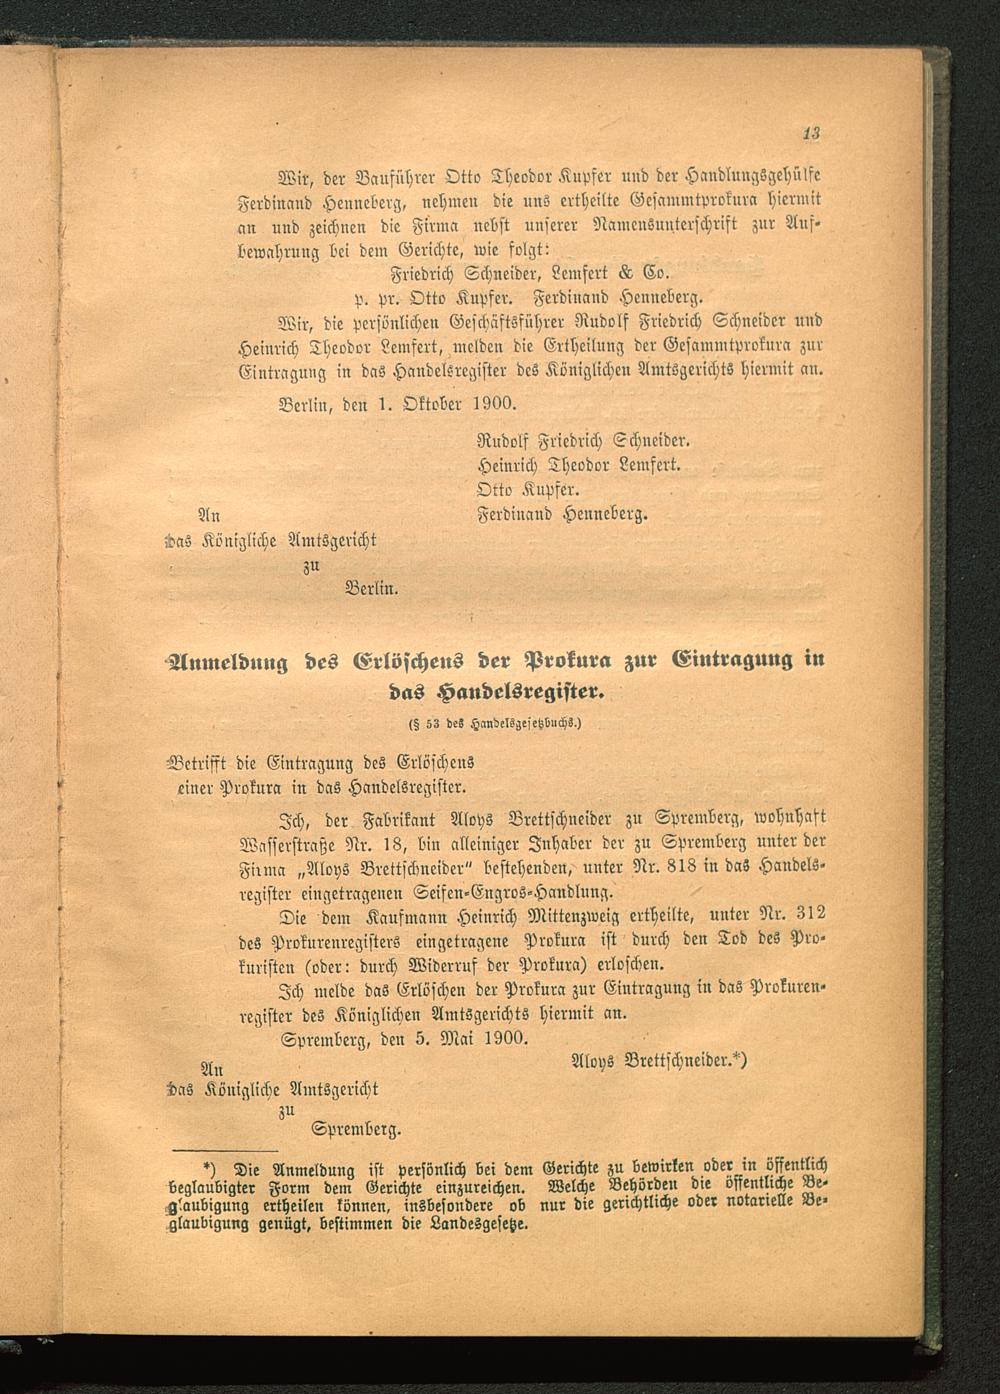 13
Wir, der Bauführer Otto Theodor Kupfer und der Handlungsgehülfe
Ferdinand Henneberg, nehmen die uns ertheilte Gesammtprokura hiermit
an und zeichnen die Firma nebst unserer Namensunterschrift zur Auf-
bewahrung bei dem Gerichte, wie folgt:
Friedrich Schneider, Lemfert & Co.
p. pr. Otto Kupfer. Ferdinand Henneberg.
Wir, die persönlichen Geschäftsführer Rudolf Friedrich Schneider und
Heinrich Theodor Lemfert, melden die Ertheilung der Gesammtprokura zur
Eintragung in das Handelsregister des Königlichen Amtsgerichts hiermit an.
Berlin, den 1. Oktober 1900.
Rudolf Friedrich Schneider.
Heinrich Theodor Lemfert.
Otto Kupfer.
Ferdinand Henneberg.
An
das Königliche Amtsgericht
zu
Berlin.
Anmeldung des Erlöschens der Prokura zur Eintragung in
das Handelsregister.
(§ 53 des Handelsgesetzbuchs.)
Betrifft die Eintragung des Erlöschens
einer Prokura in das Handelsregister.
Ich, der Fabrikant Aloys Brettschneider zu Spremberg, wohnhaft
Wasserstraße Nr. 18, bin alleiniger Inhaber der zu Spremberg unter der
Firma „Aloys Brettschneider“ bestehenden, unter Nr. 818 in das Handels-
register eingetragenen Seifen-Engros-Handlung.
Die dem Kaufmann Heinrich Mittenzweig ertheilte, unter Nr. 312
des Prokurenregisters eingetragene Prokura ist durch den Tod des Pro-
kuristen (oder: durch Widerruf der Prokura) erloschen.
Ich melde das Erlöschen der Prokura zur Eintragung in das Prokuren-
register des Königlichen Amtsgerichts hiermit an.
Spremberg, den 5. Mai 1900.
Aloys Brettschneider.*)
An
das Königliche Amtsgericht
zu
Spremberg.
*) Die Anmeldung ist persönlich bei dem Gerichte zu bewirken oder in öffentlich
beglaubigter Form dem Gerichte einzureichen. Welche Behörden die öffentliche Be-
glaubigung ertheilen können, insbesondere ob nur die gerichtliche oder notarielle Be-
glaubigung genügt, bestimmen die Landesgesetze.